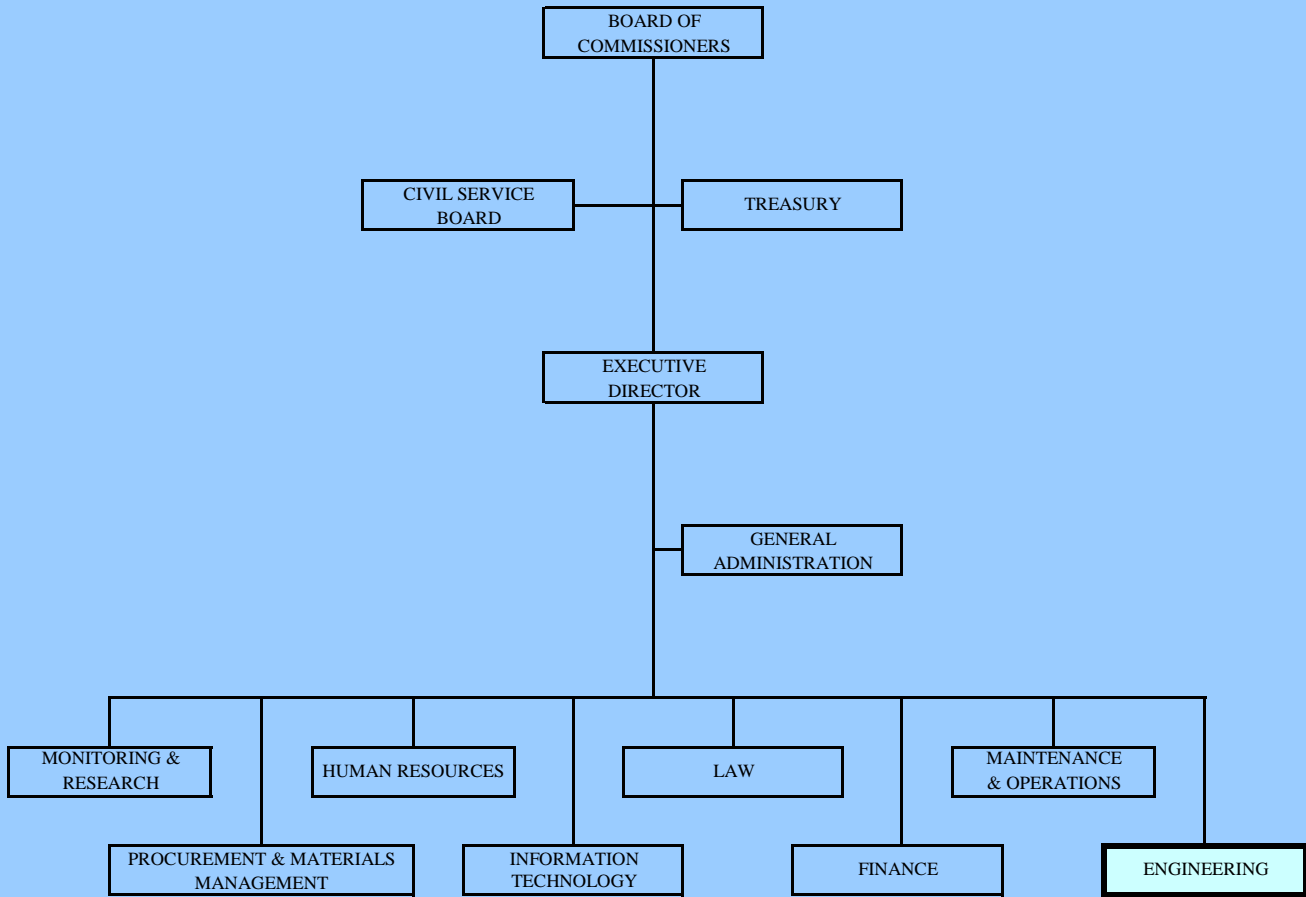 BOARD OF
COMMISSIONERS
CIVIL SERVICE
BOARD
TREASURY
EXECUTIVE
DIRECTOR
GENERAL
ADMINISTRATION
MONITORING &
RESEARCH
HUMAN RESOURCES
LAW
MAINTENANCE
& OPERATIONS
PROCUREMENT & MATERIALS
MANAGEMENT
INFORMATION
TECHNOLOGY
FINANCE
ENGINEERING